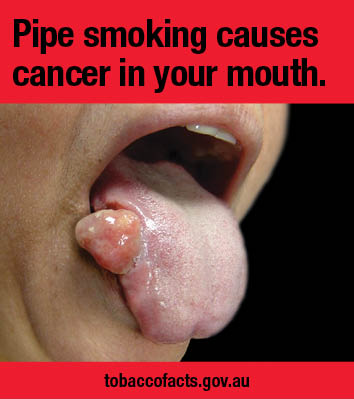 Pipe smoking causes
cancer in your mouth.
tobaccofacts.gov.au